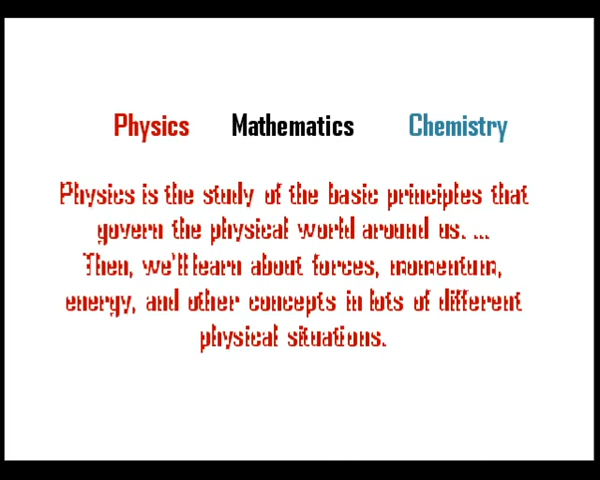 Physics Mathematics Chemistry
Physics is the study of the basic principles that
govern the physical world around us. ...
Then, we'll learn about forces, momentum,
energy, and other concepts in lots of different
physical situations.